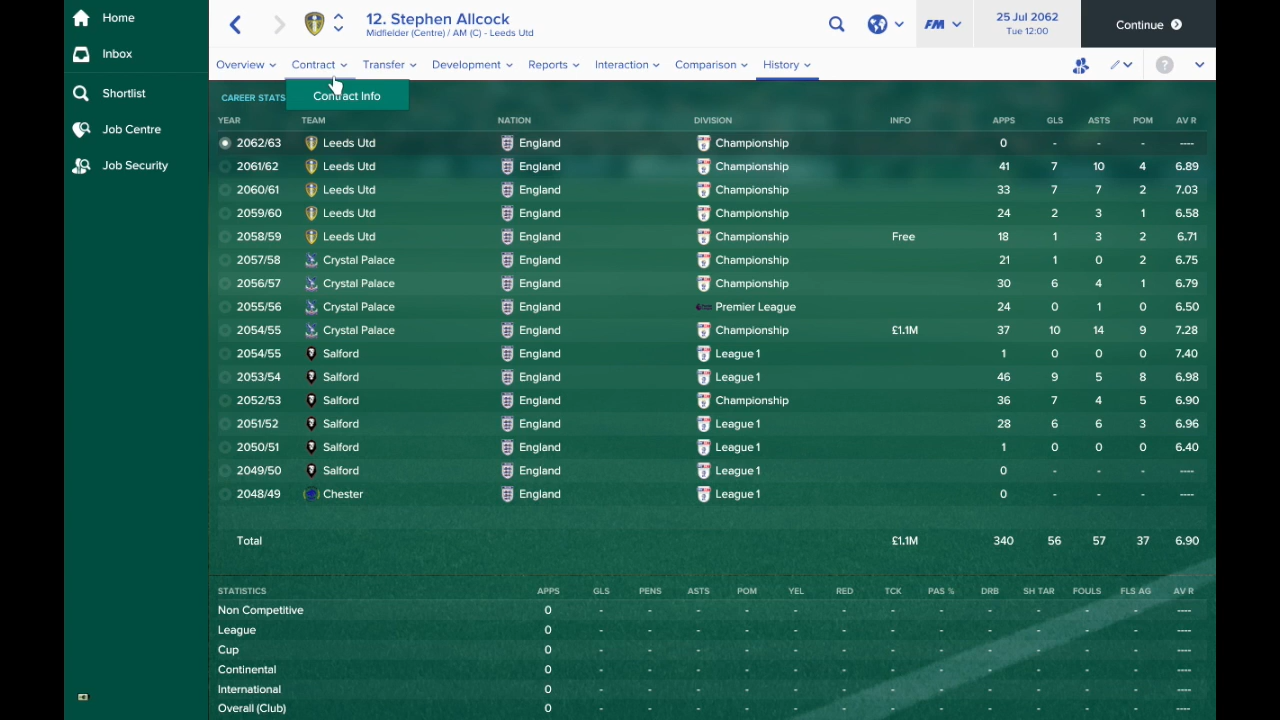 Home
Inbox
Shortlist
Job Centre
Job Security
12. Stephen Allcock
Midfielder (Centre) / AM (C) - Leeds Utd
FM
25 Jul 2062
Tue 12:00
Continue
Overview Contract Transfer Development Reports Interaction Comparison History
CAREER STATS
Contract Info
YEAR TEAM NATION DIVISION INFO APPS GLS ASTS POM AV R
2062/63 Leeds Utd England Championship 0 - - - ----
2061/62 Leeds Utd England Championship 41 7 10 4 6.89
2060/61 Leeds Utd England Championship 33 7 7 2 7.03
2059/60 Leeds Utd England Championship 24 2 3 1 6.58
2058/59 Leeds Utd England Championship Free 18 1 3 2 6.71
2057/58 Crystal Palace England Championship 21 1 0 2 6.75
2056/57 Crystal Palace England Championship 30 6 4 1 6.79
2055/56 Crystal Palace England Premier League 24 0 1 0 6.50
2054/55 Crystal Palace England Championship £1.1M 37 10 14 9 7.28
2054/55 Salford England League 1 1 0 0 0 7.40
2053/54 Salford England League 1 46 9 5 8 6.98
2052/53 Salford England Championship 36 7 4 5 6.90
2051/52 Salford England League 1 28 6 6 3 6.96
2050/51 Salford England League 1 1 0 0 0 6.40
2049/50 Salford England League 1 0 - - - ----
2048/49 Chester England League 1 0 - - - ----
Total £1.1M 340 56 57 37 6.90
STATISTICS APPS GLS PENS ASTS POM YEL RED TCK PAS % DRB SH TAR FOULS FLS AG AV R
Non Competitive 0 - - - - - - - - - - - - ----
League 0 - - - - - - - - - - - - ----
Cup 0 - - - - - - - - - - - - ----
Continental 0 - - - - - - - - - - - - ----
International 0 - - - - - - - - - - - - ----
Overall (Club) 0 - - - - - - - - - - - - ----